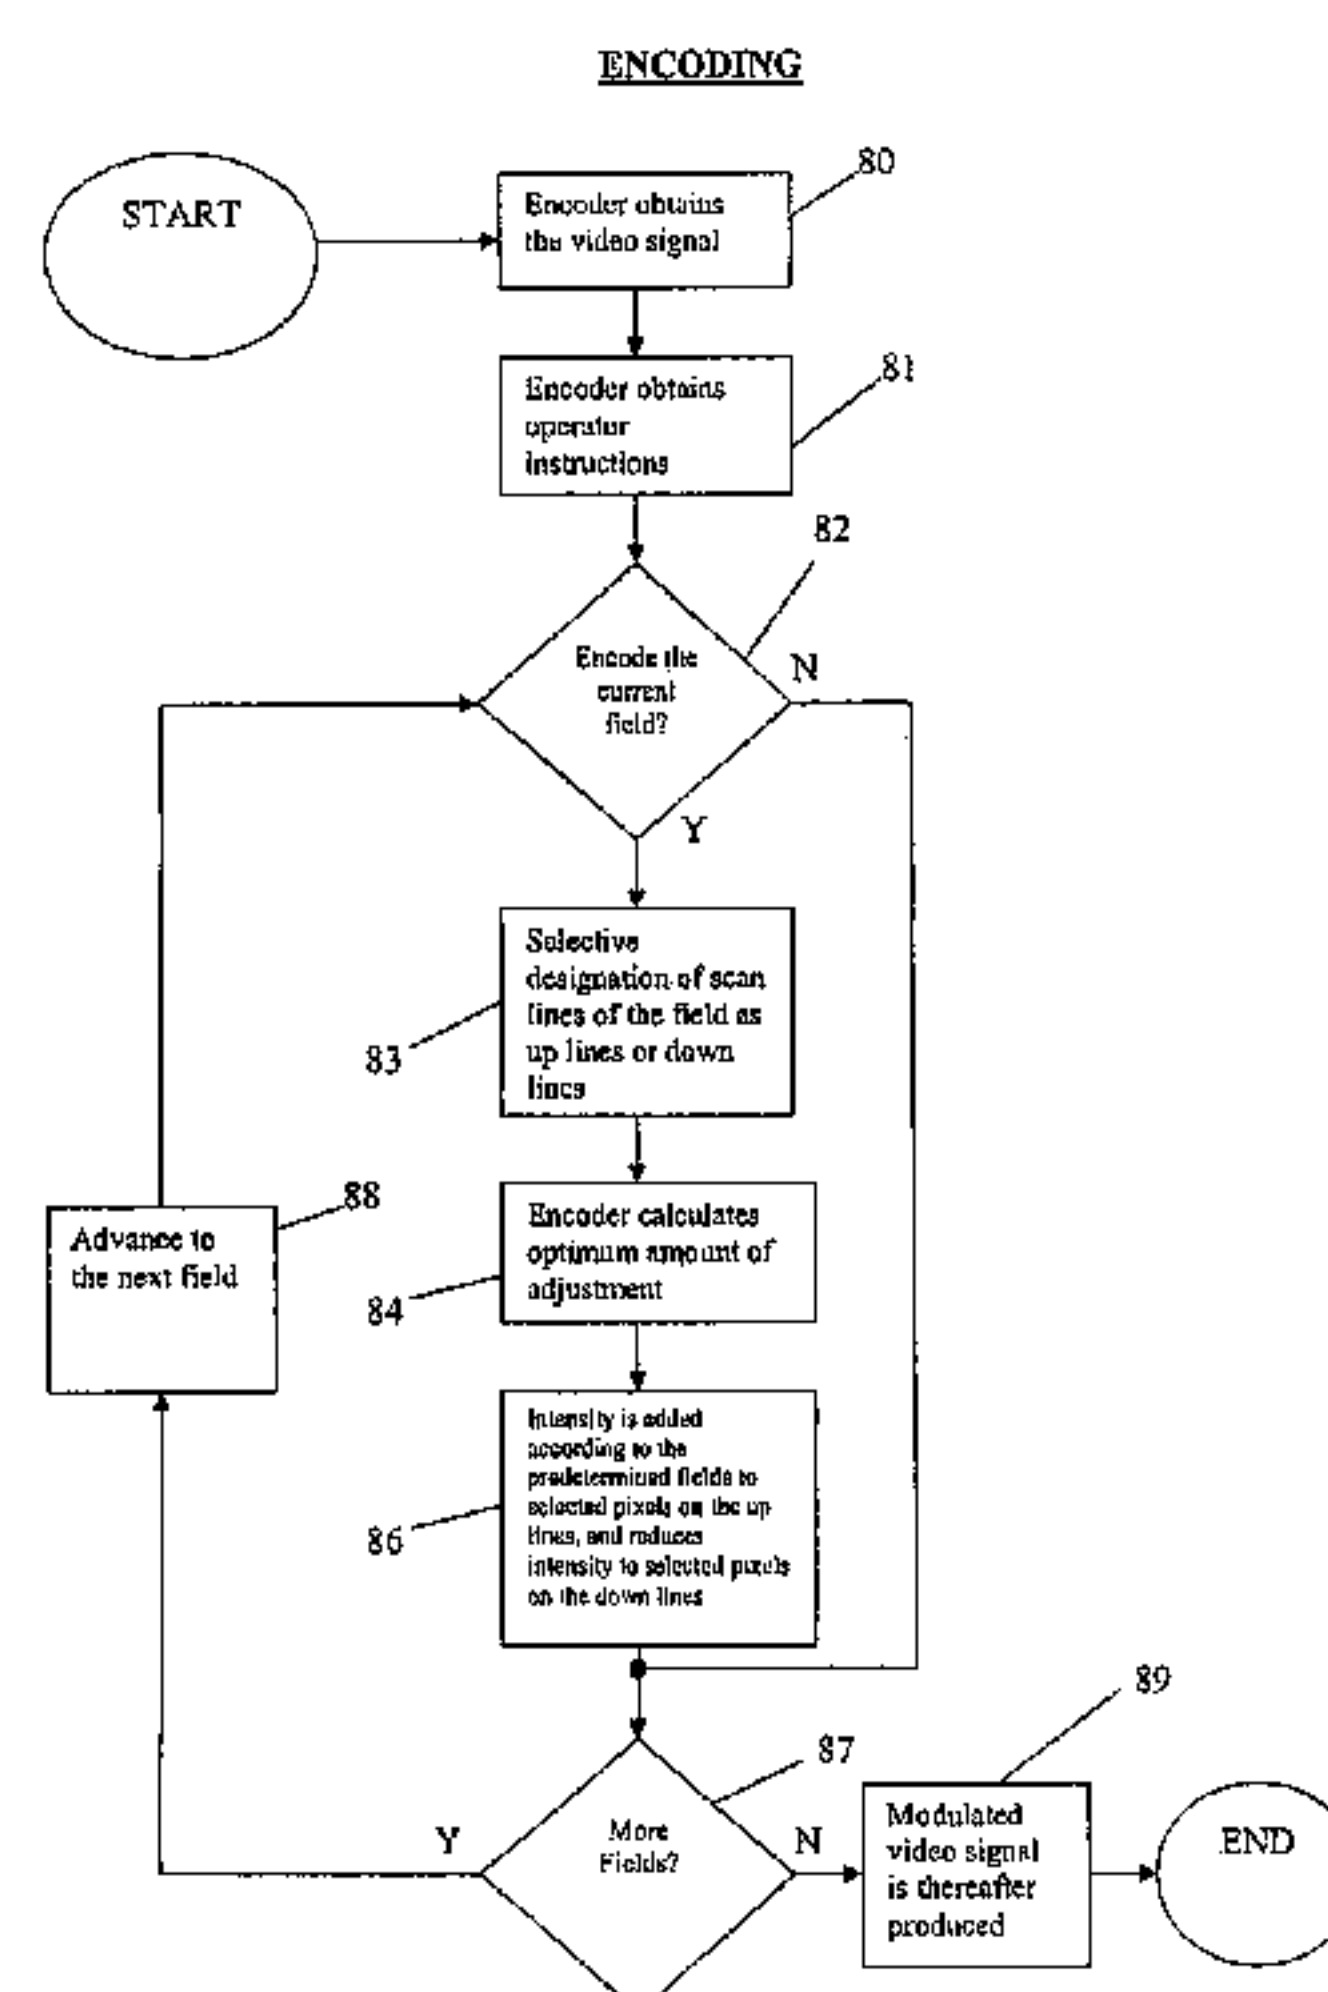 ENCODING
START
80
Encoder obtains
the video signal
81
Encoder obtains
operator
instructions
82
Encode the
current
field?
N
Y
Selective
designation of scan
lines of the field as
up lines or down
lines
83
88
Advance to
the next field
Encoder calculates
optimum amount of
adjustment
84
Intensity is added
according to the
predetermined fields to
selected pixels on the up
lines, and reduces
intensity to selected pixels
on the down lines
86
89
87
More
Fields?
Y
N
Modulated
video signal
is thereafter
produced
END